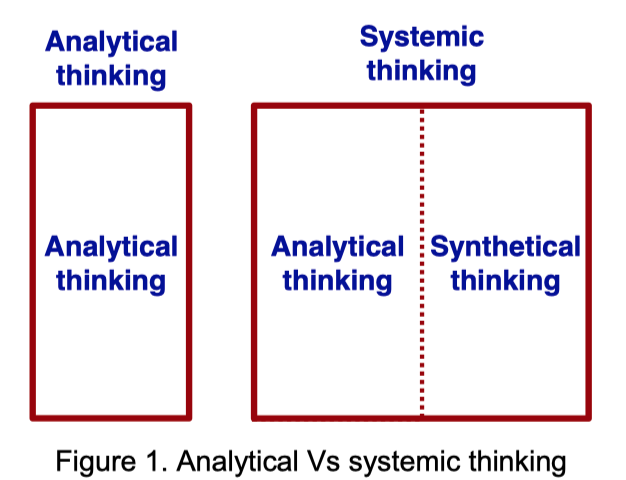 Analytical
thinking
Systemic
thinking
Analytical
thinking
Analytical
thinking
Synthetical
thinking
Figure 1. Analytical Vs systemic thinking